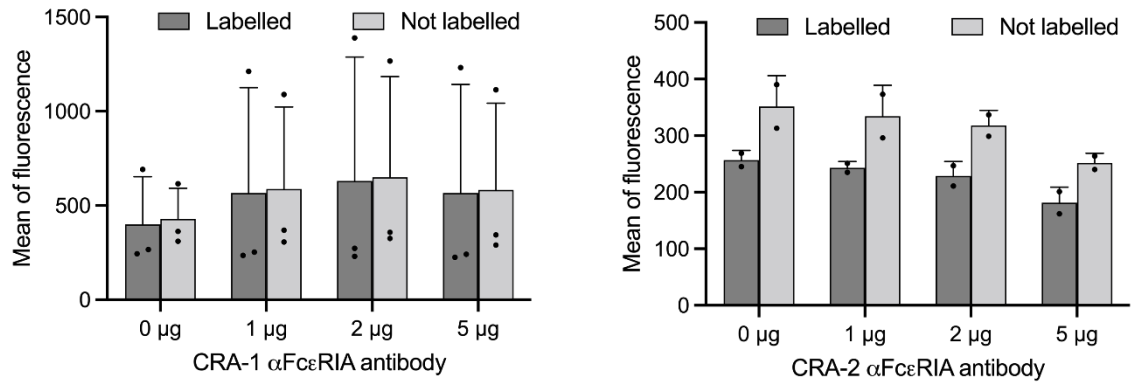 Labelled Not labelled
Mean of fluorescence
1500
1000
500
0
0 µg 1 µg 2 µg 5 µg
CRA-1 αFcεRIA antibody
Labelled Not labelled
Mean of fluorescence
500
400
300
200
100
0
0 µg 1 µg 2 µg 5 µg
CRA-2 αFcεRIA antibody